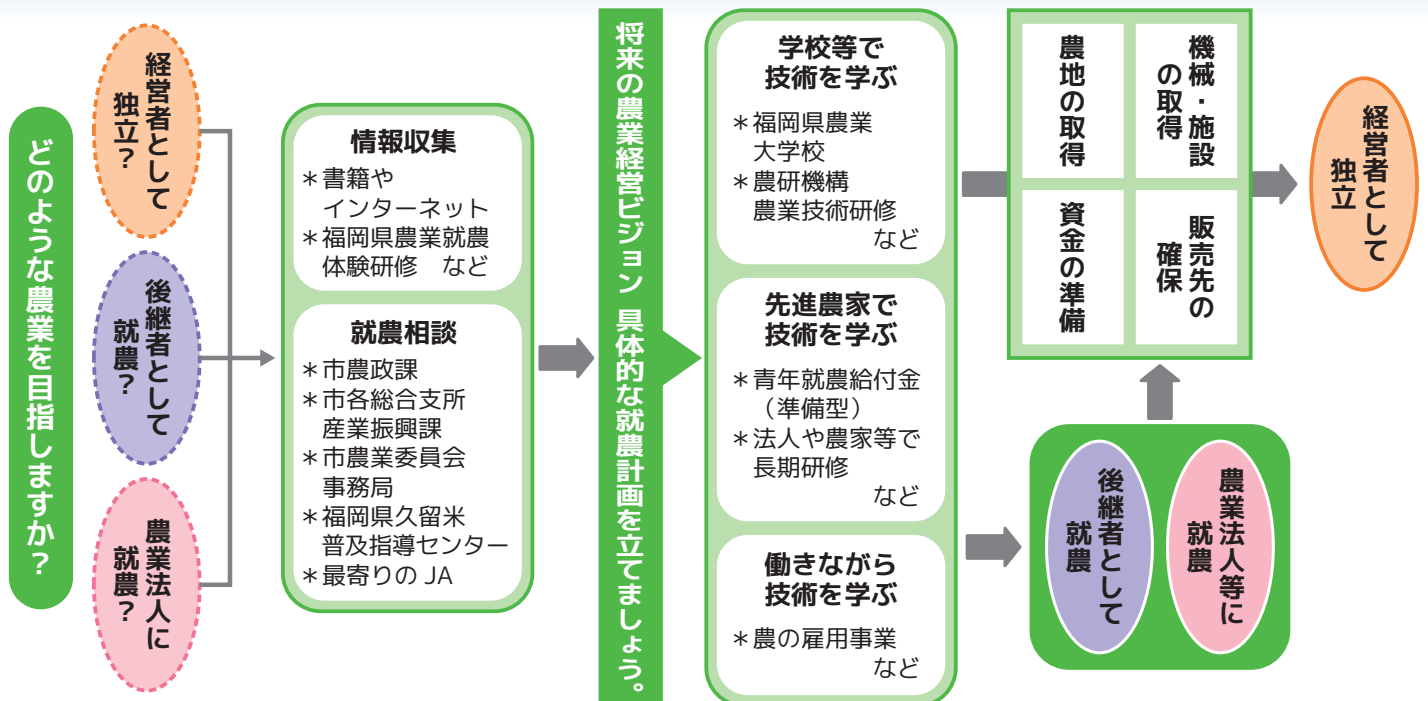 どのような農業を目指しますか？
経営者として
独立？
後継者として
就農？
農業法人に
就農？
情報収集
＊書籍や
インターネット
＊福岡県農業就農
体験研修　など
就農相談
＊市農政課
＊市各総合支所
産業振興課
＊市農業委員会
事務局
＊福岡県久留米
普及指導センター
＊最寄りの JA
将来の農業経営ビジョン 具体的な就農計画を立てましょう。
学校等で
技術を学ぶ
＊福岡県農業
大学校
＊農研機構
農業技術研修
など
先進農家で
技術を学ぶ
＊青年就農給付金
（準備型）
＊法人や農家等で
長期研修
など
働きながら
技術を学ぶ
＊農の雇用事業
など
農地の取得
機械・施設
の取得
資金の準備
販売先の
確保
後継者として
就農
農業法人等に
就農
経営者として
独立